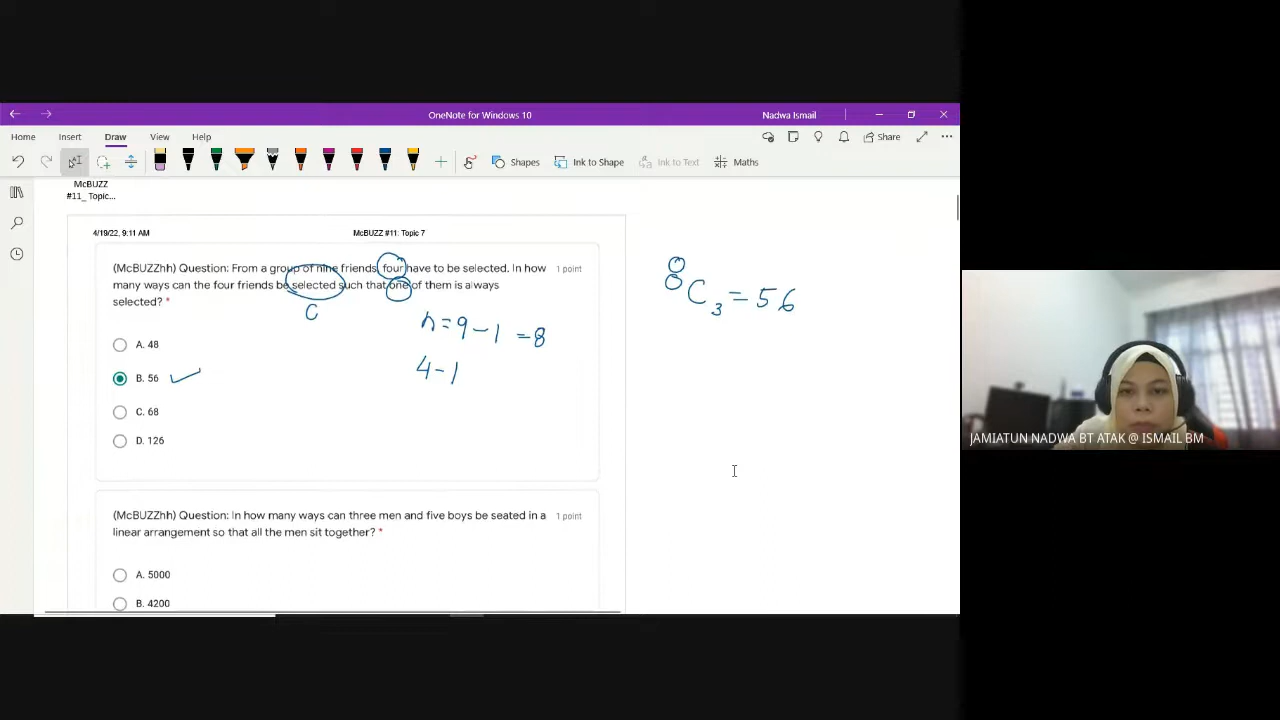 OneNote for Windows 10
Nadwa Ismail
Home Insert Draw View Help
Share
Shapes Ink to Shape Ink to Text Maths
McBUZZ
#11_ Topic...
4/19/22, 9:11 AM McBUZZ #11: Topic 7
(McBUZZhh) Question: From a group of nine friends, four have to be selected. In how 1 point
many ways can the four friends be selected such that one of them is always
selected? *
C
8C3 = 56
n = 9 - 1 = 8
4 - 1
A. 48
B. 56
C. 68
D. 126
(McBUZZhh) Question: In how many ways can three men and five boys be seated in a 1 point
linear arrangement so that all the men sit together? *
A. 5000
B. 4200
JAMIATUN NADWA BT ATAK @ ISMAIL BM